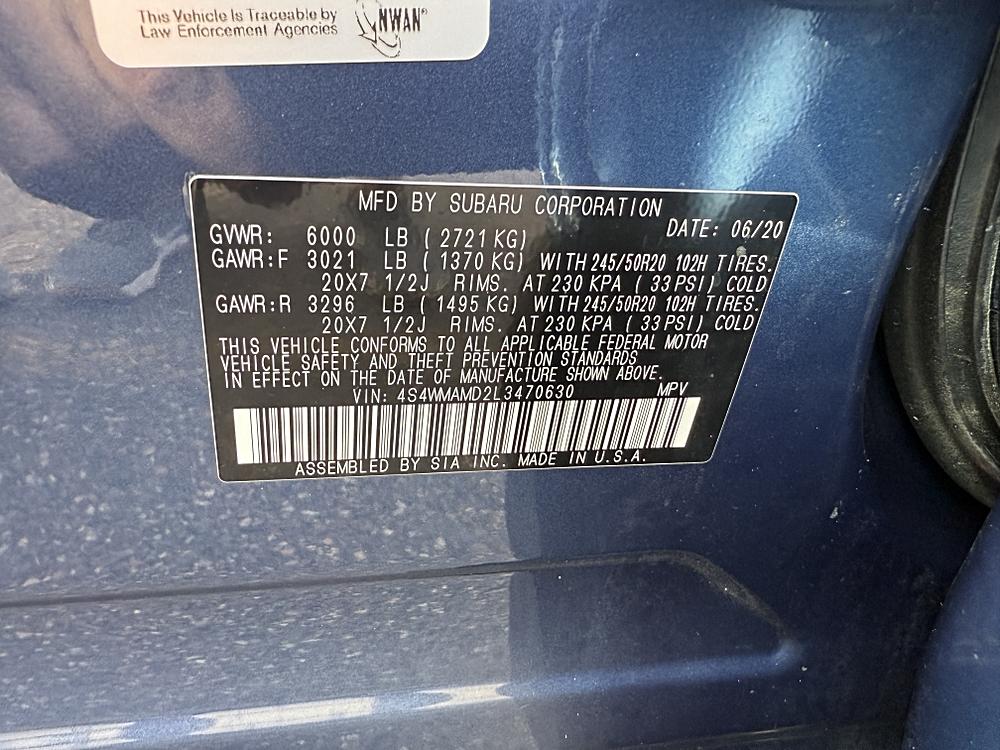 This Vehicle Is Traceable by
Law Enforcement Agencies
NWAN®
MFD BY SUBARU CORPORATION
DATE: 06/20
GVWR: 6000 LB ( 2721 KG)
GAWR:F 3021 LB ( 1370 KG) WITH 245/50R20 102H TIRES.
20X7 1/2J RIMS. AT 230 KPA ( 33 PSI) COLD
GAWR:R 3296 LB ( 1495 KG) WITH 245/50R20 102H TIRES.
20X7 1/2J RIMS. AT 230 KPA ( 33 PSI) COLD
THIS VEHICLE CONFORMS TO ALL APPLICABLE FEDERAL MOTOR
VEHICLE SAFETY AND THEFT PREVENTION STANDARDS
IN EFFECT ON THE DATE OF MANUFACTURE SHOWN ABOVE.
VIN: 4S4WMAMD2L3470630 MPV
ASSEMBLED BY SIA INC. MADE IN U.S.A.